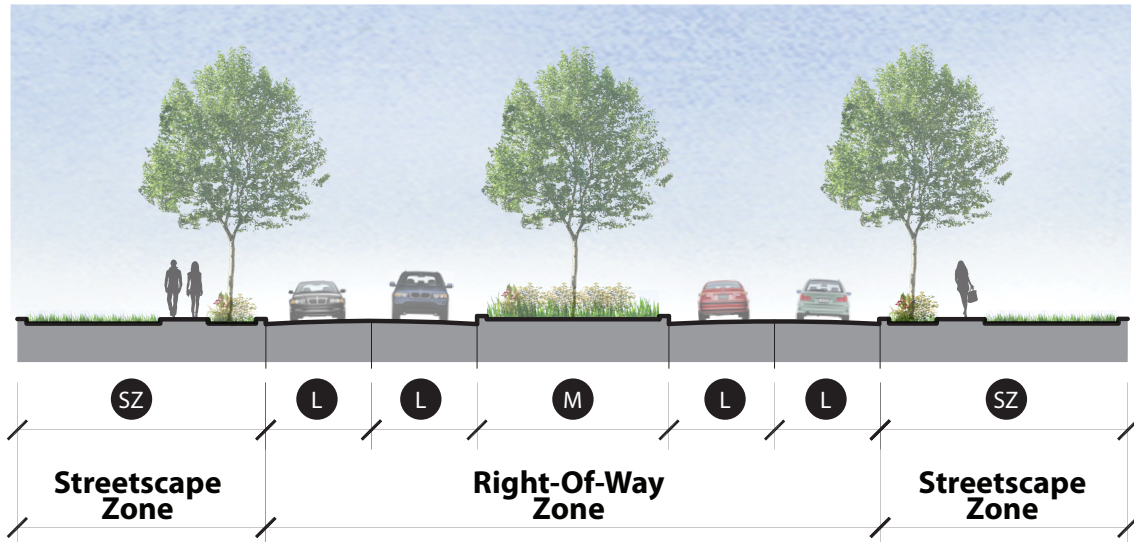 SZ L L M L L SZ
Streetscape
Zone
Right-Of-Way
Zone
Streetscape
Zone